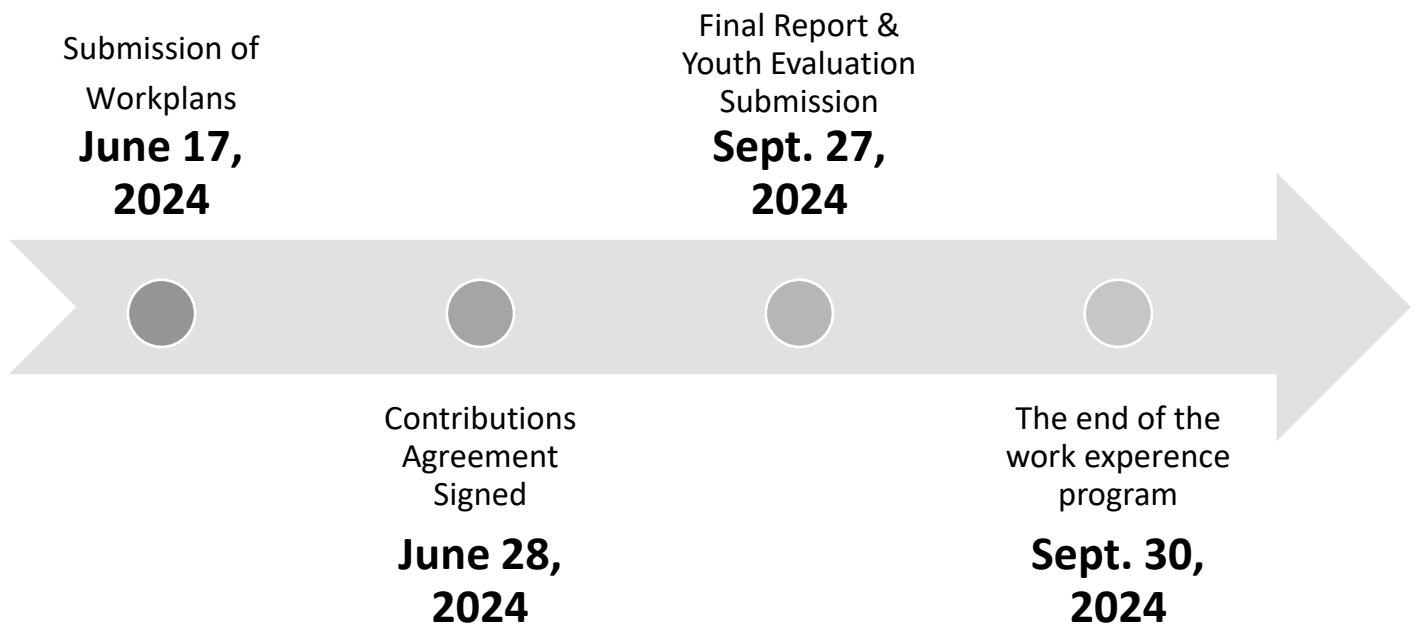 Submission of
Workplans
June 17,
2024
Contributions
Agreement
Signed
June 28,
2024
Final Report &
Youth Evaluation
Submission
Sept. 27,
2024
The end of the
work experence
program
Sept. 30,
2024